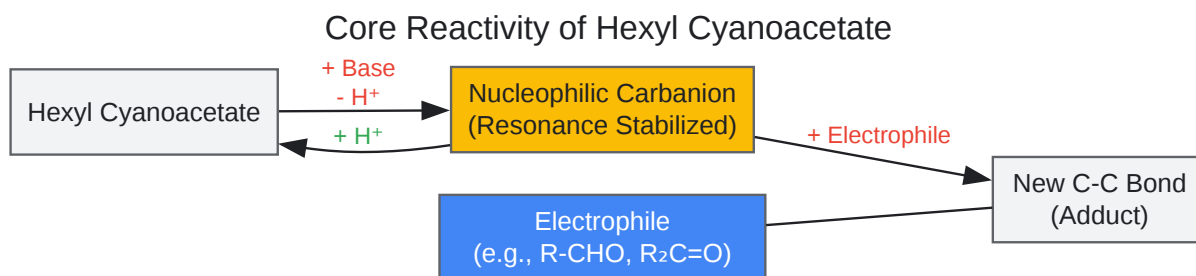 Core Reactivity of Hexyl Cyanoacetate
Hexyl Cyanoacetate
+ Base
- H⁺
+ H⁺
Nucleophilic Carbanion
(Resonance Stabilized)
+ Electrophile
New C-C Bond
(Adduct)
Electrophile
(e.g., R-CHO, R₂C=O)